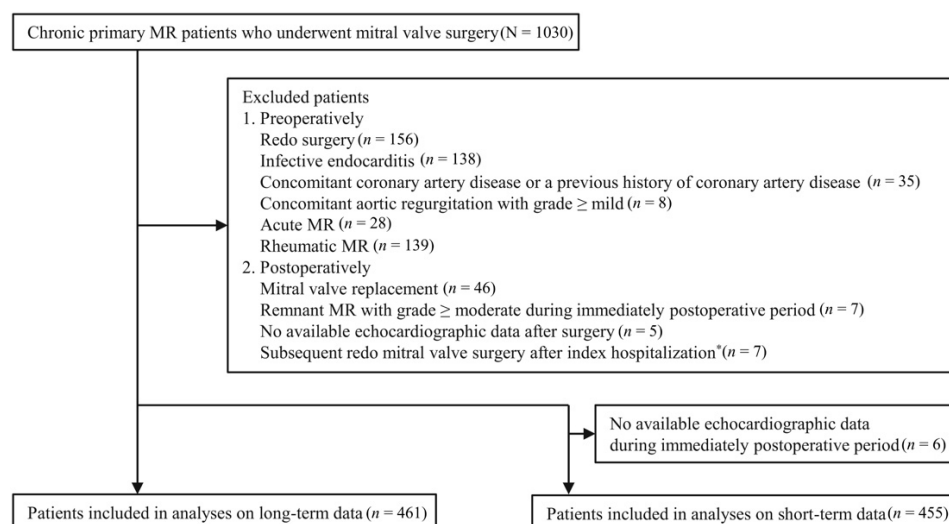 Chronic primary MR patients who underwent mitral valve surgery (N = 1030)
Excluded patients
1. Preoperatively
Redo surgery (n = 156)
Infective endocarditis (n = 138)
Concomitant coronary artery disease or a previous history of coronary artery disease (n = 35)
Concomitant aortic regurgitation with grade ≥ mild (n = 8)
Acute MR (n = 28)
Rheumatic MR (n = 139)
2. Postoperatively
Mitral valve replacement (n = 46)
Remnant MR with grade ≥ moderate during immediately postoperative period (n = 7)
No available echocardiographic data after surgery (n = 5)
Subsequent redo mitral valve surgery after index hospitalization* (n = 7)
No available echocardiographic data
during immediately postoperative period (n = 6)
Patients included in analyses on long-term data (n = 461)
Patients included in analyses on short-term data (n = 455)